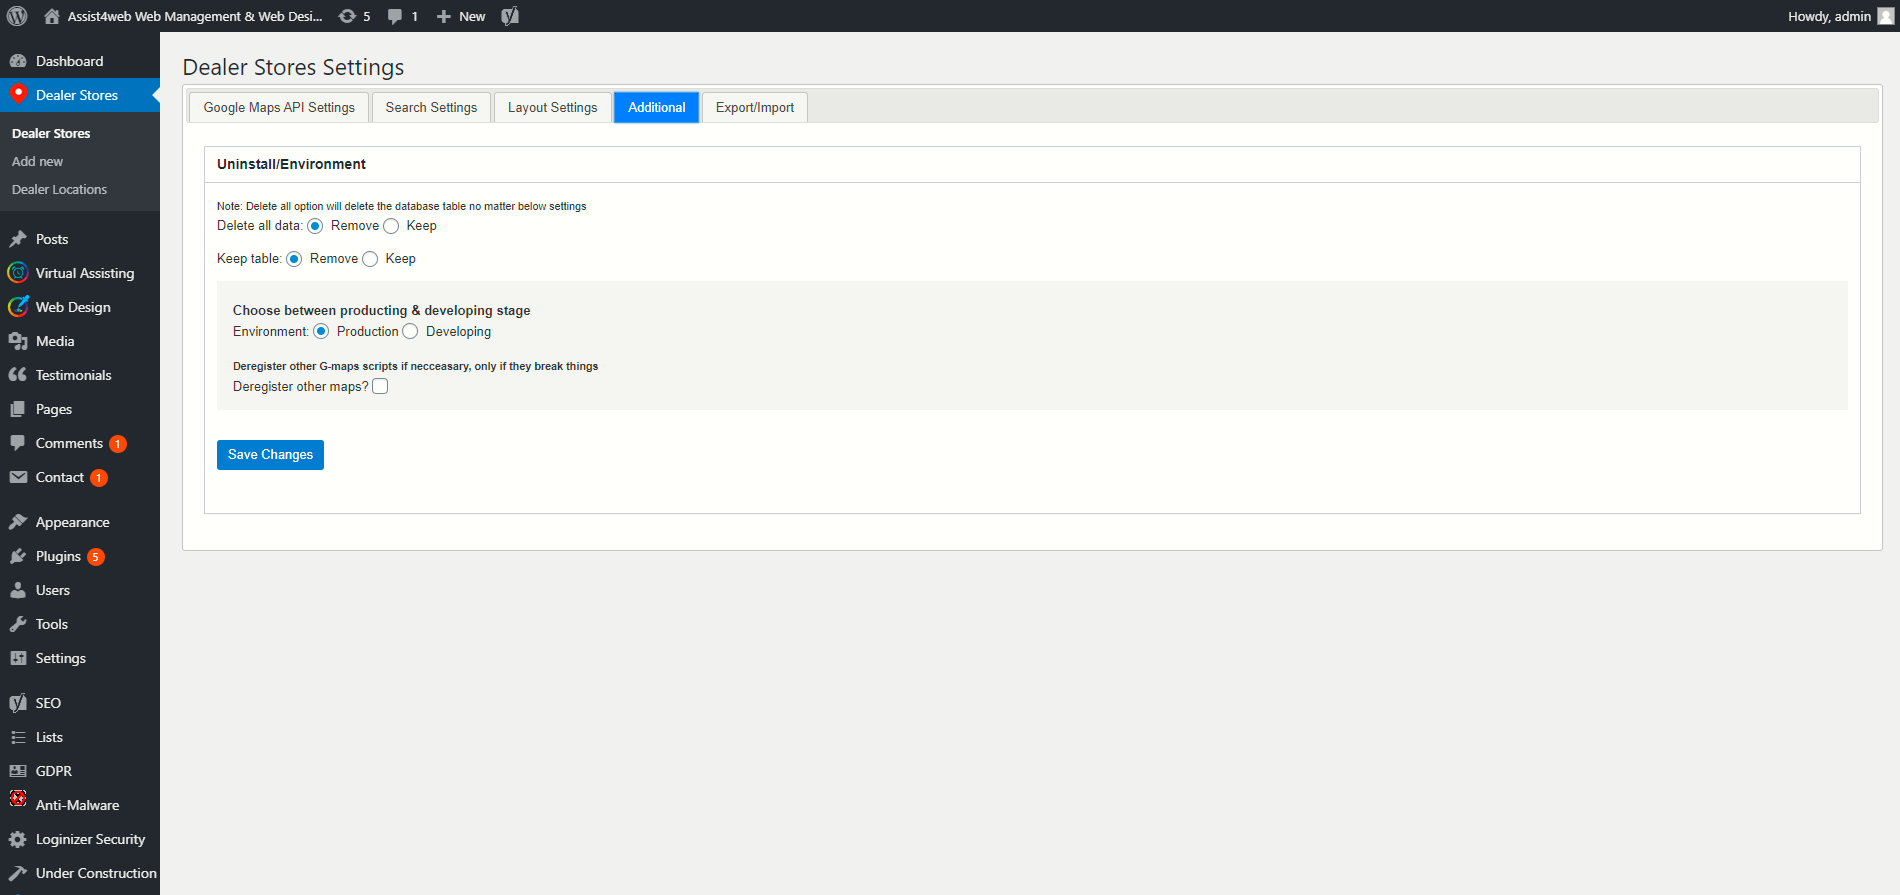 Assist4web Web Management & Web Desi... 5 1 New Howdy, admin
Dashboard
Dealer Stores
Dealer Stores
Add new
Dealer Locations
Posts
Virtual Assisting
Web Design
Media
Testimonials
Pages
Comments 1
Contact 1
Appearance
Plugins 5
Users
Tools
Settings
SEO
Lists
GDPR
Anti-Malware
Loginizer Security
Under Construction
Dealer Stores Settings
Google Maps API Settings Search Settings Layout Settings Additional Export/Import
Uninstall/Environment
Note: Delete all option will delete the database table no matter below settings
Delete all data: Remove Keep
Keep table: Remove Keep
Choose between producting & developing stage
Environment: Production Developing
Deregister other G-maps scripts if necceasary, only if they break things
Deregister other maps?
Save Changes